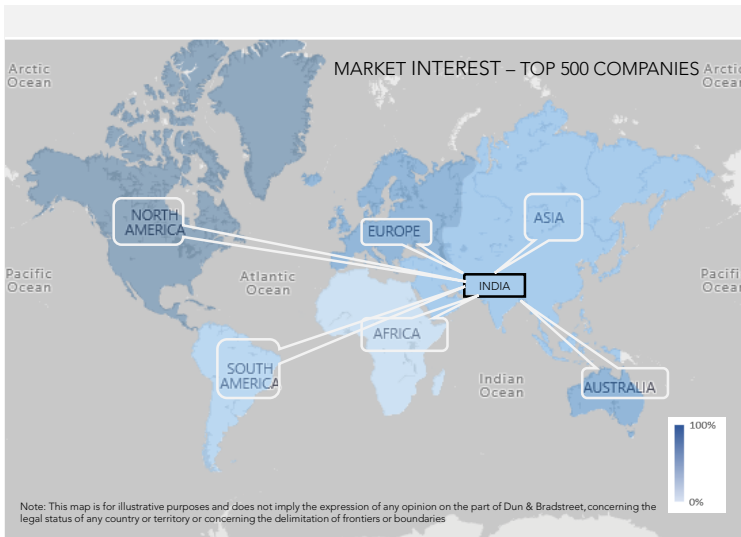 MARKET INTEREST – TOP 500 COMPANIES
Arctic
Ocean
Arctic
Ocean
NORTH
AMERICA
EUROPE
ASIA
Pacific
Ocean
Atlantic
Ocean
INDIA
Pacifi
Ocean
AFRICA
SOUTH
AMERICA
Indian
Ocean
AUSTRALIA
100%
0%
Note: This map is for illustrative purposes and does not imply the expression of any opinion on the part of Dun & Bradstreet, concerning the
legal status of any country or territory or concerning the delimitation of frontiers or boundaries